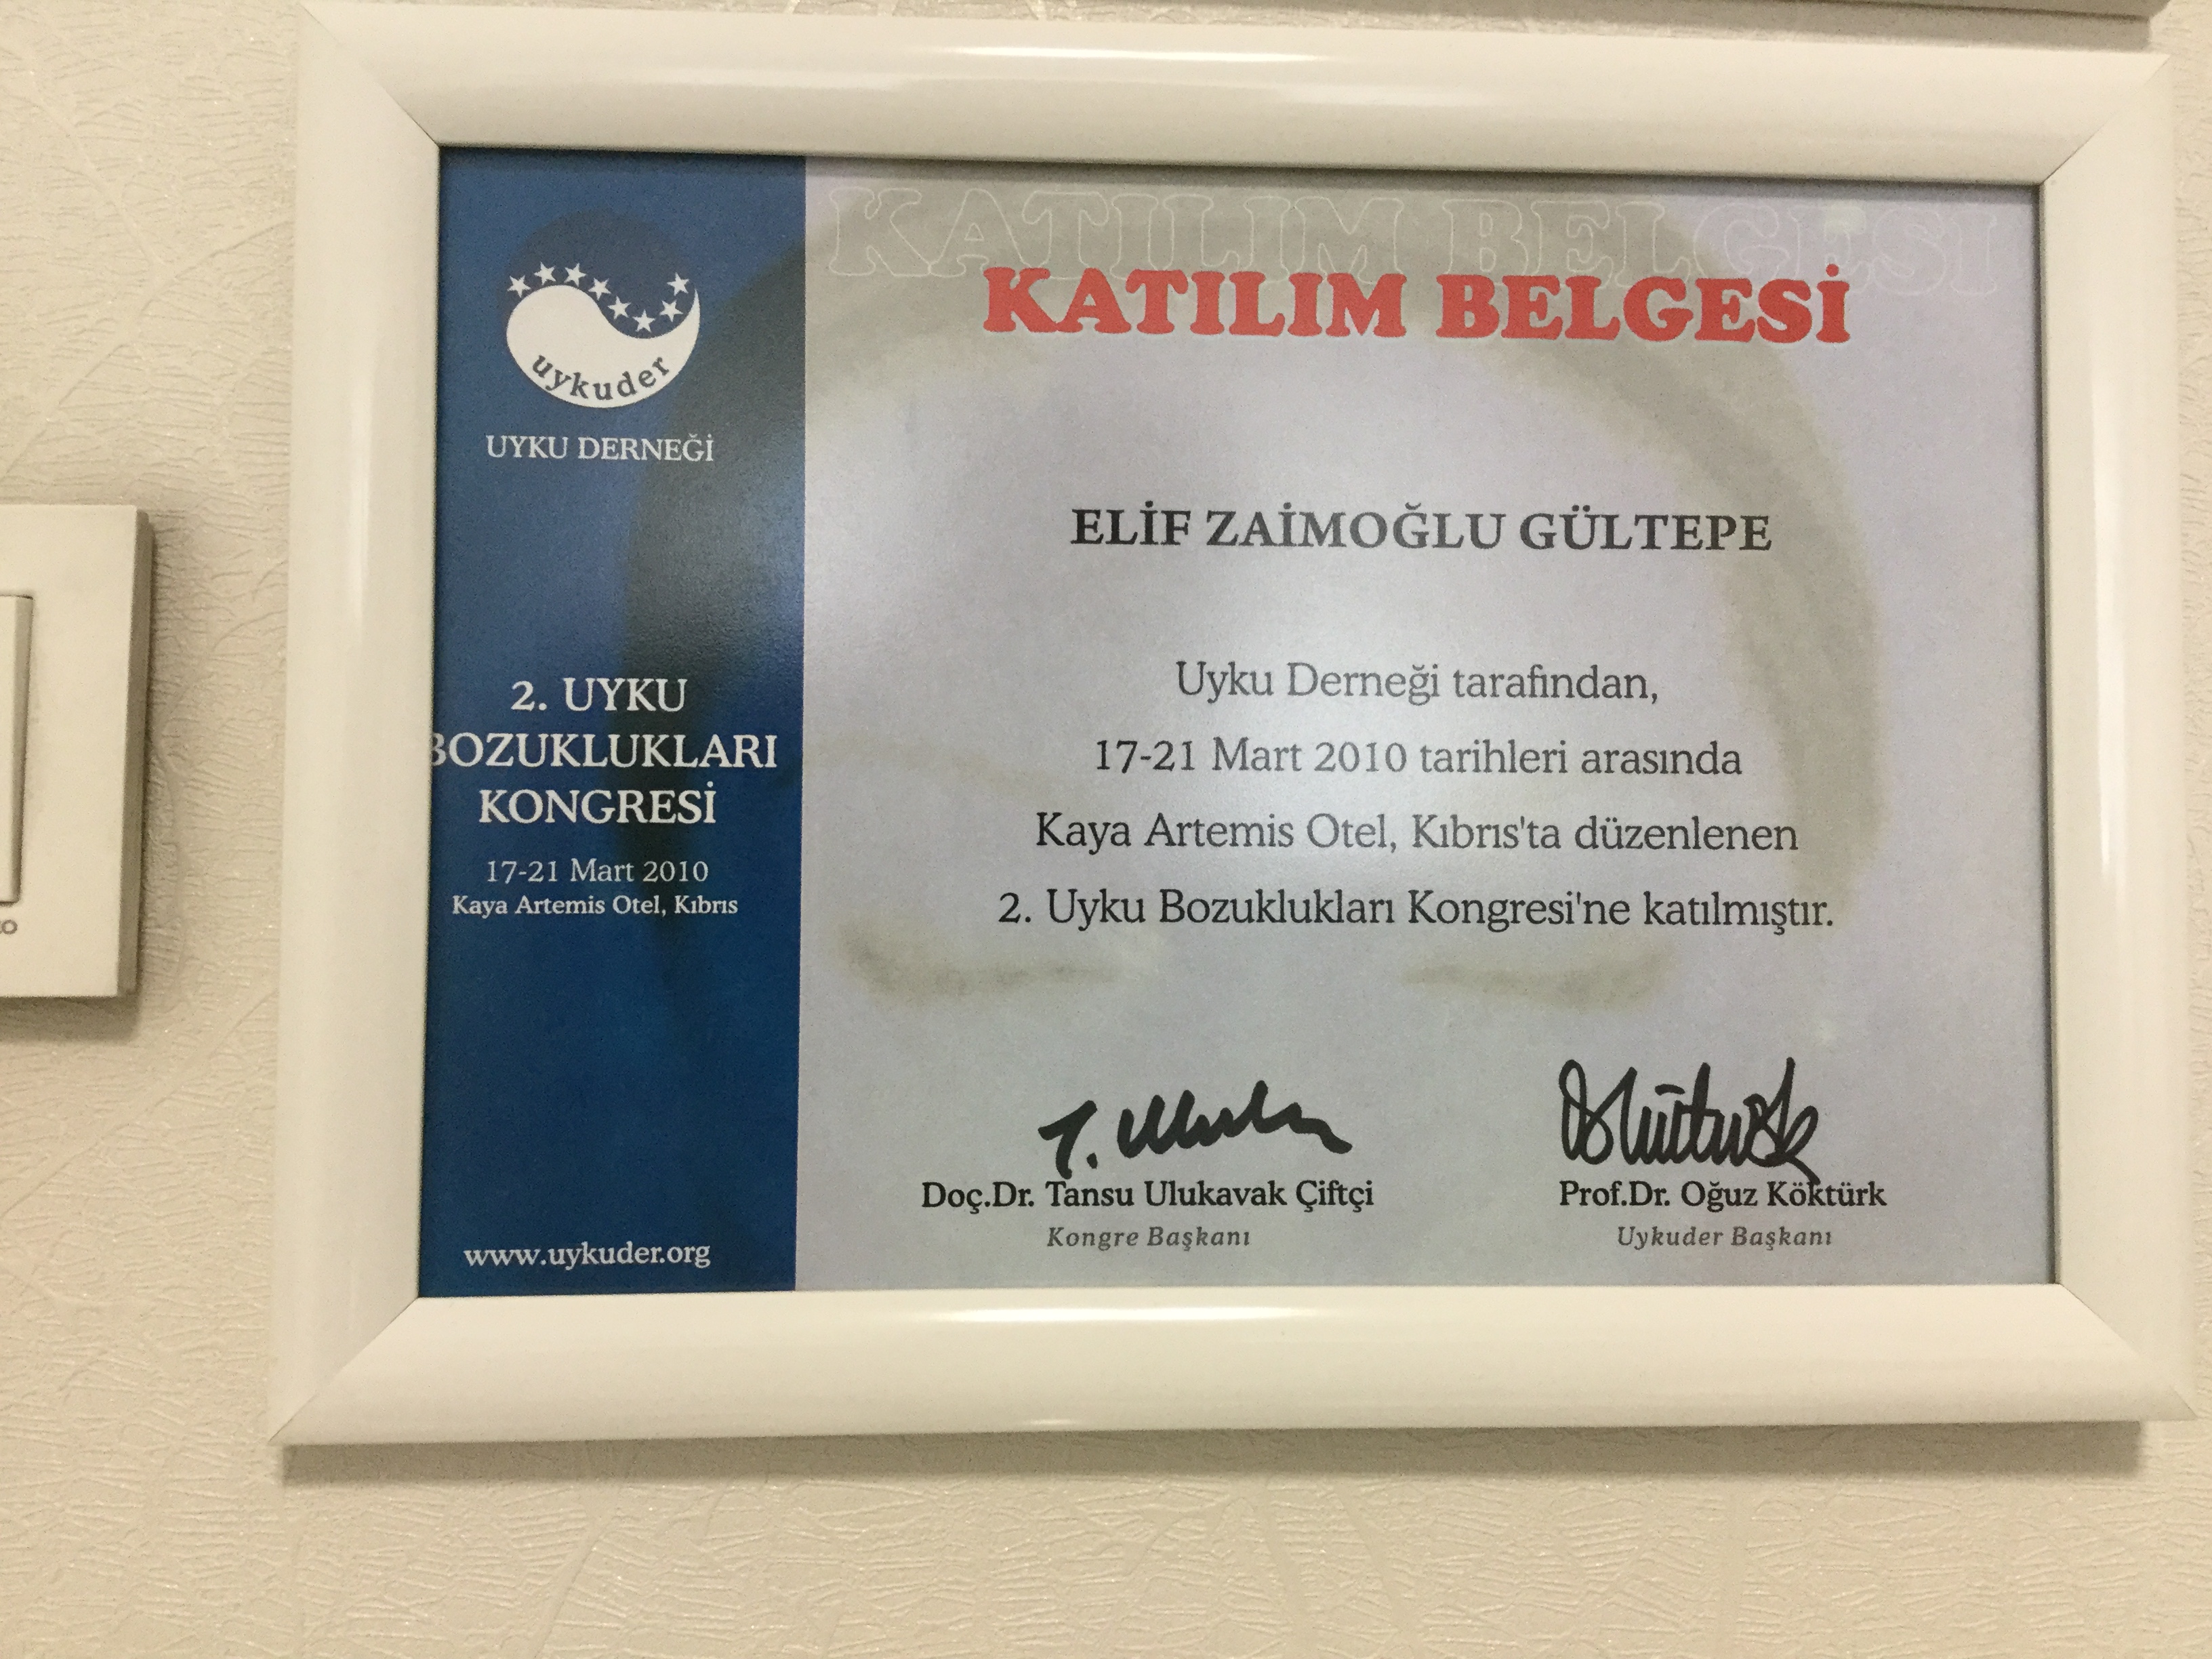 uykuder
UYKU DERNEĞİ
2. UYKU
BOZUKLUKLARI
KONGRESİ
17-21 Mart 2010
Kaya Artemis Otel, Kıbrıs
www.uykuder.org
KATILIM BELGESİ
KATILIM BELGESİ
ELİF ZAİMOĞLU GÜLTEPE
Uyku Derneği tarafından,
17-21 Mart 2010 tarihleri arasında
Kaya Artemis Otel, Kıbrıs'ta düzenlenen
2. Uyku Bozuklukları Kongresi'ne katılmıştır.
Doç.Dr. Tansu Ulukavak Çiftçi
Kongre Başkanı
Prof.Dr. Oğuz Köktürk
Uykuder Başkanı